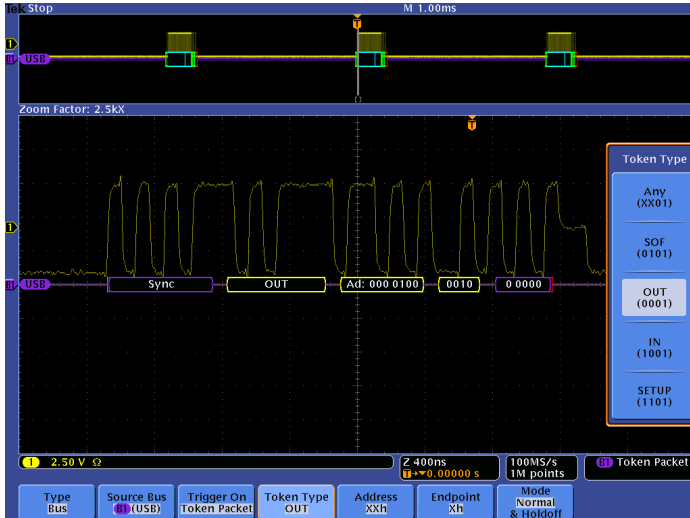 Tek Stop
M 1.00ms
T
1
B1 USB
Zoom Factor: 2.5kX
T
1
B1 USB
Sync
OUT
Ad: 000 0100
0010
0 0000
Token Type
Any
(XX01)
SOF
(0101)
OUT
(0001)
IN
(1001)
SETUP
(1101)
1 2.50 V Ω
Z 400ns
T→▼0.00000 s
100MS/s
1M points
B1 Token Packet
Type
Bus
Source Bus
B1 (USB)
Trigger On
Token Packet
Token Type
OUT
Address
XXh
Endpoint
Xh
Mode
Normal
& Holdoff